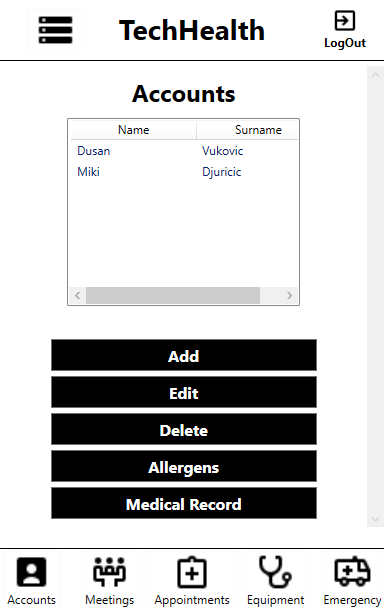 TechHealth
LogOut
Accounts
Name Surname
Dusan Vukovic
Miki Djuricic
Add
Edit
Delete
Allergens
Medical Record
Accounts Meetings Appointments Equipment Emergency